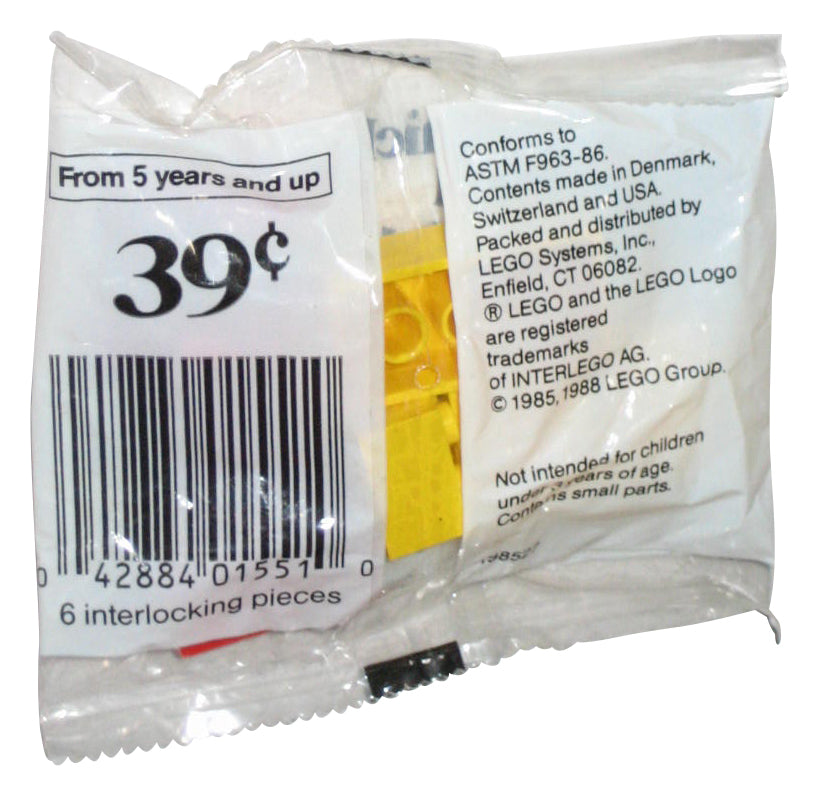 From 5 years and up
39¢
0 42884 01551 0
6 interlocking pieces
Conforms to
ASTM F963-86.
Contents made in Denmark,
Switzerland and USA.
Packed and distributed by
LEGO Systems, Inc.,
Enfield, CT 06082.
® LEGO and the LEGO Logo
are registered
trademarks
of INTERLEGO AG.
© 1985, 1988 LEGO Group.
Not intended for children
under 3 years of age.
Contains small parts.